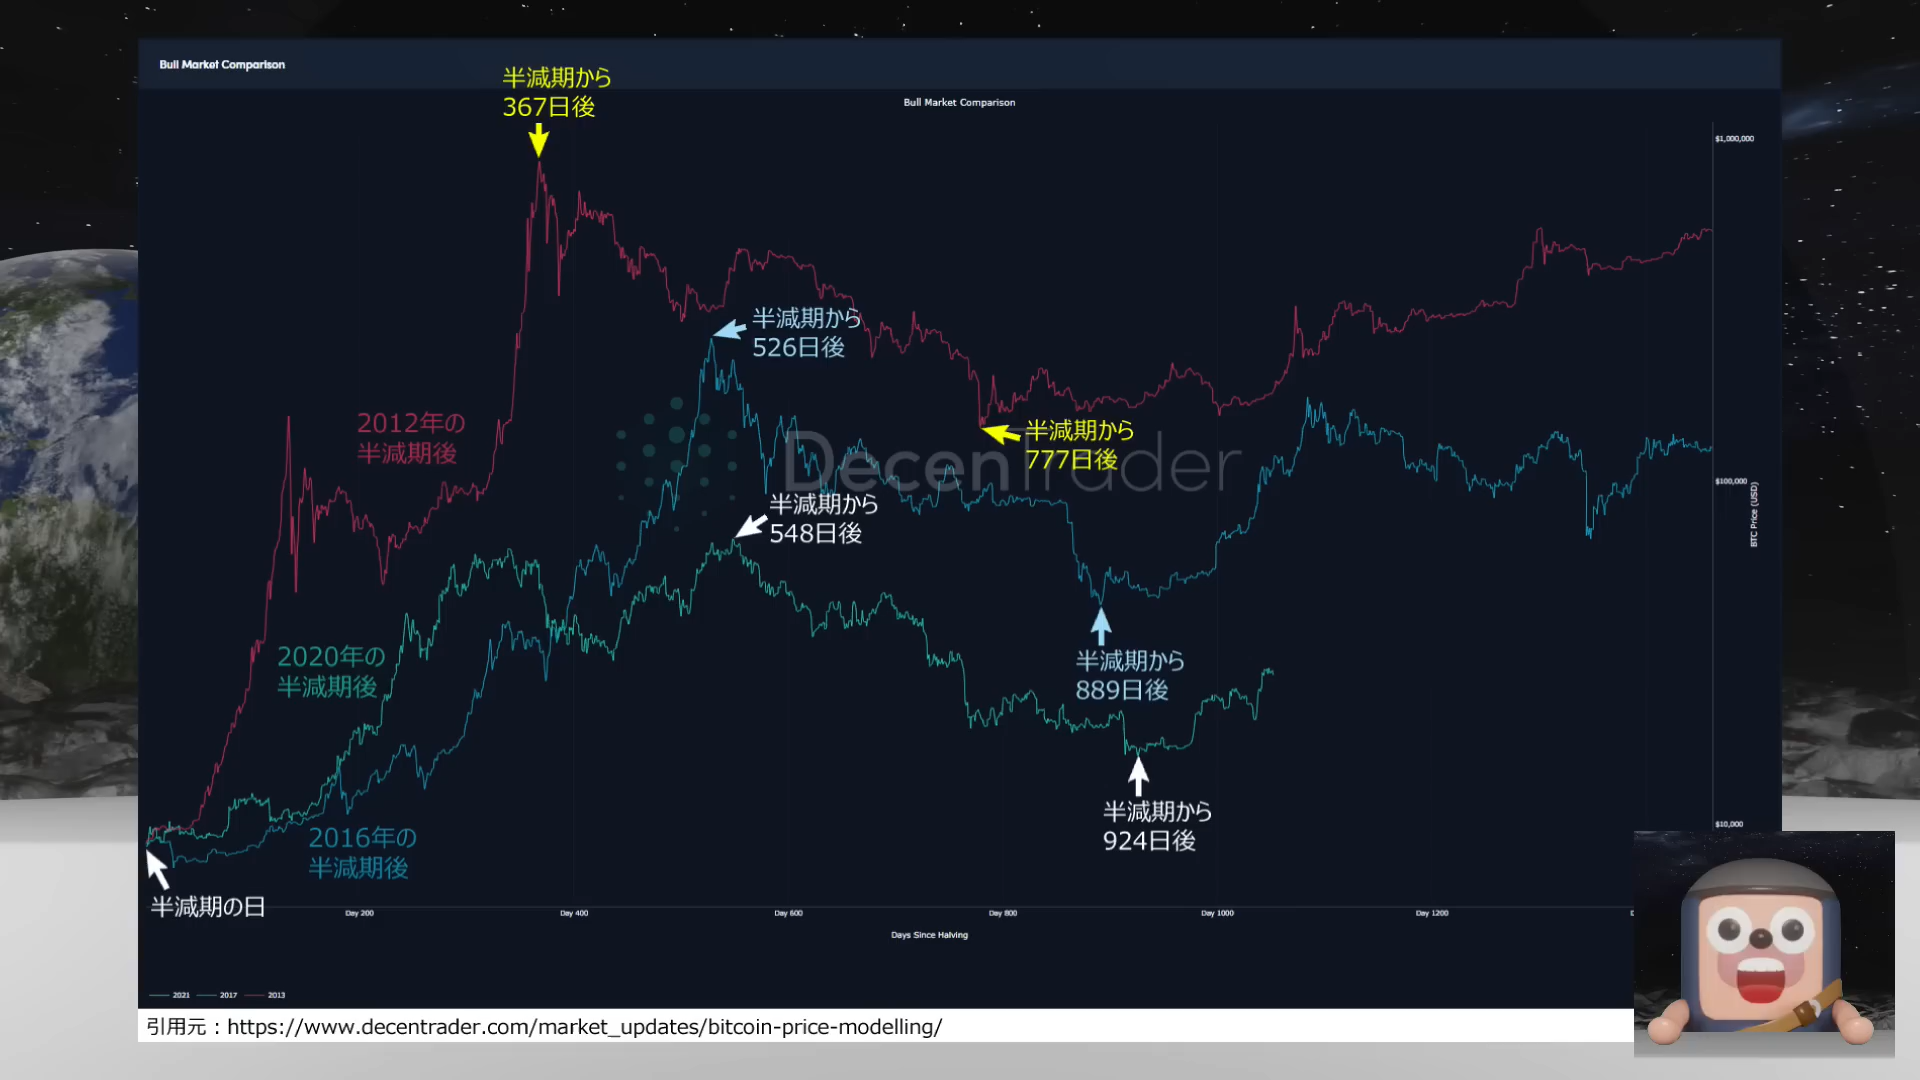 Bull Market Comparison
半減期から
367日後
Bull Market Comparison
$1,000,000
半減期から
526日後
2012年の
半減期後
半減期から
777日後
DecenTrader
$100,000
BTC Price (USD)
半減期から
548日後
2020年の
半減期後
半減期から
889日後
半減期から
924日後
2016年の
半減期後
$10,000
半減期の日
Day 200
Day 400
Day 600
Day 800
Day 1000
Day 1200
Days Since Halving
2021
2017
2013
引用元：https://www.decentrader.com/market_updates/bitcoin-price-modelling/